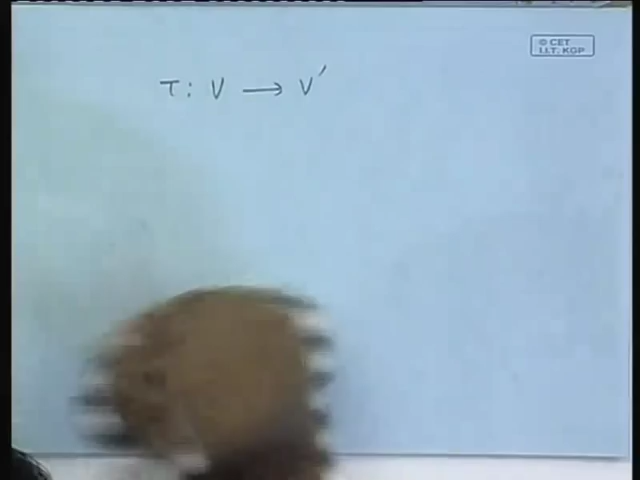 © CET
I.I.T. KGP
T: V ⟶ V′